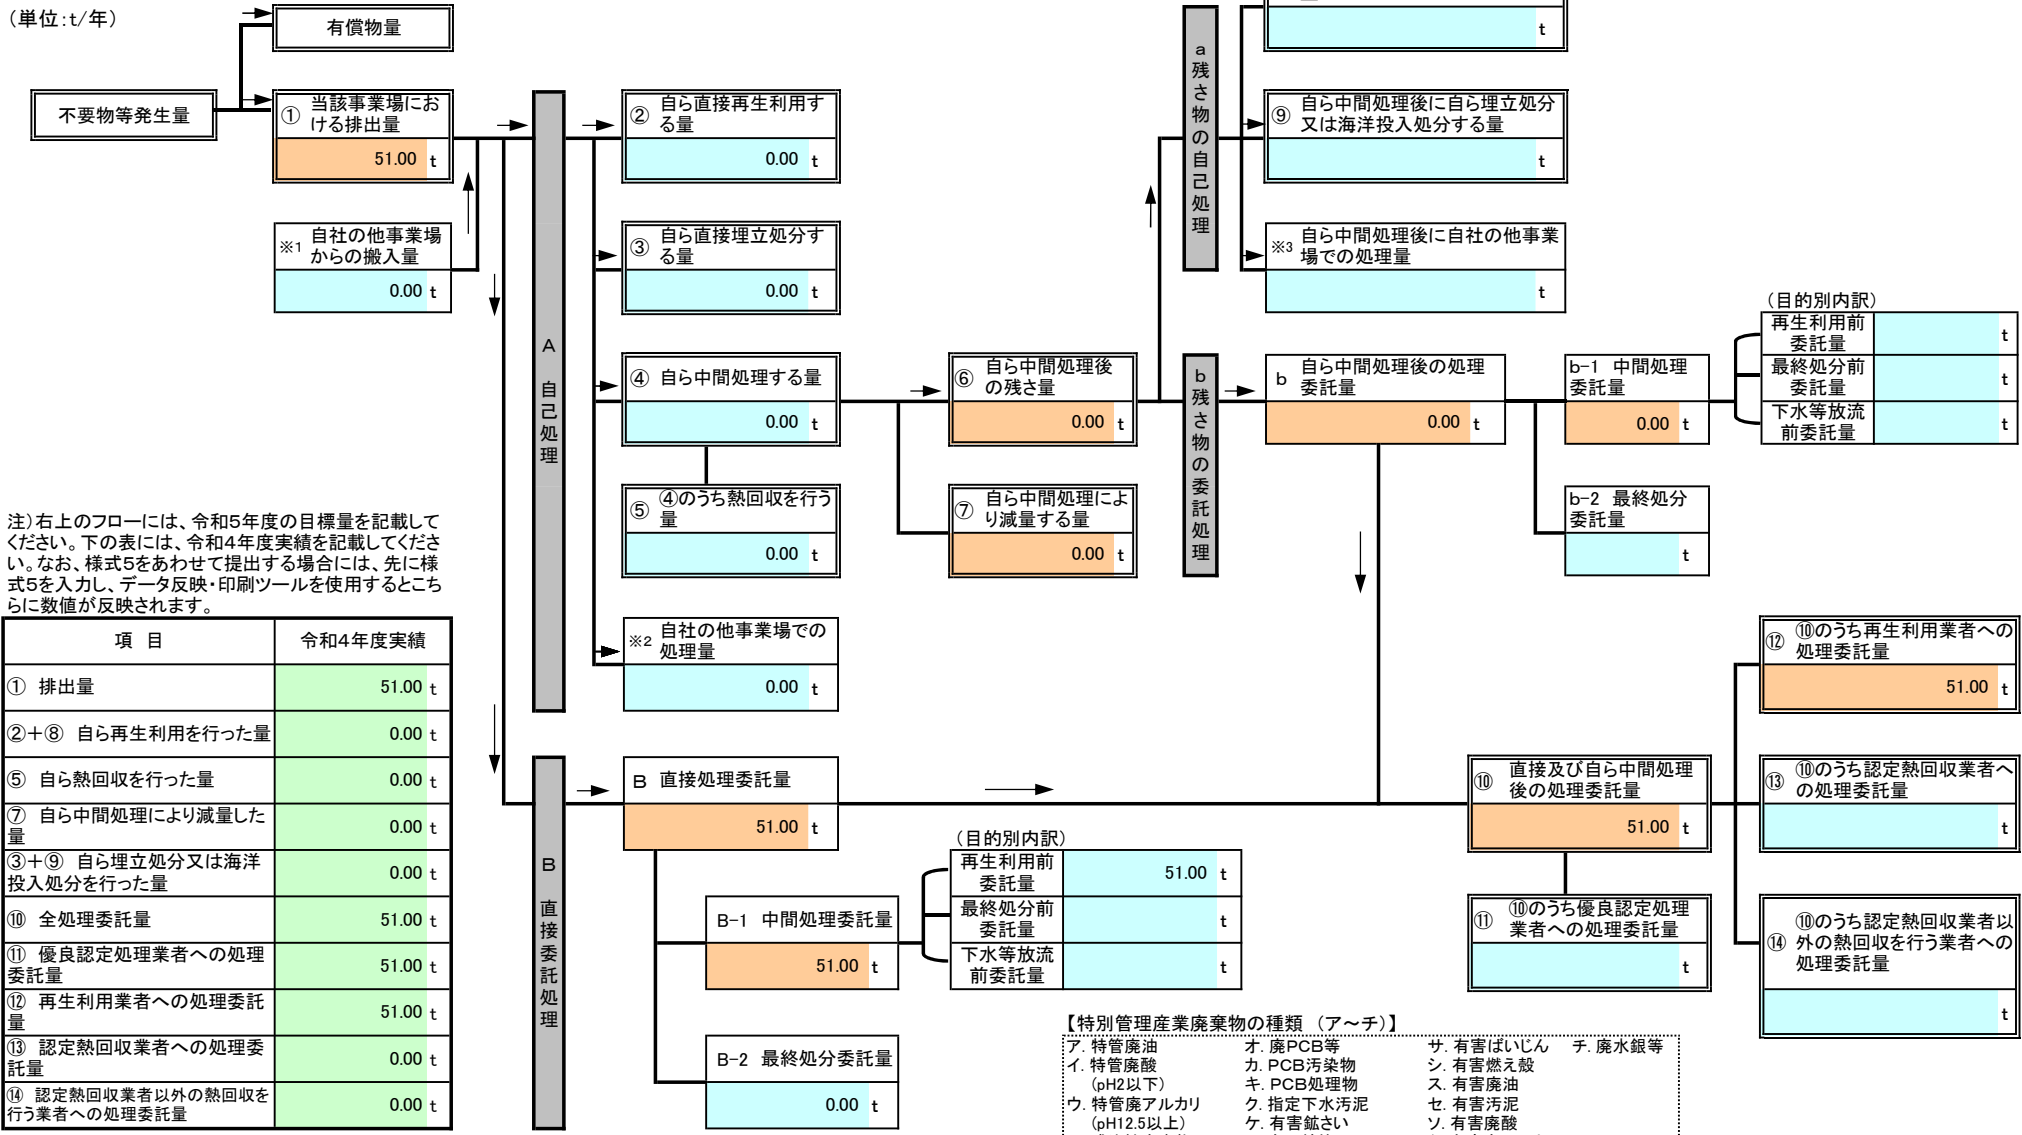 （単位:t/年）
有償物量
不要物等発生量
① 当該事業場にお
ける排出量
51.00 t
※1 自社の他事業場
からの搬入量
0.00 t
A 自己処理
② 自ら直接再生利用す
る量
0.00 t
③ 自ら直接埋立処分す
る量
0.00 t
④ 自ら中間処理する量
0.00 t
⑤ ④のうち熱回収を行う
量
0.00 t
※2 自社の他事業場での
処理量
0.00 t
⑥ 自ら中間処理後
の残さ量
0.00 t
⑦ 自ら中間処理によ
り減量する量
0.00 t
a 残さ物の自己処理
t
⑨ 自ら中間処理後に自ら埋立処分
又は海洋投入処分する量
t
※3 自ら中間処理後に自社の他事業
場での処理量
t
b 残さ物の委託処理
b 自ら中間処理後の処理
委託量
0.00 t
b-1 中間処理
委託量
0.00 t
b-2 最終処分
委託量
t
（目的別内訳）
再生利用前
委託量
t
最終処分前
委託量
t
下水等放流
前委託量
t
注）右上のフローには、令和5年度の目標量を記載して
ください。下の表には、令和4年度実績を記載してくださ
い。なお、様式5をあわせて提出する場合には、先に様
式5を入力し、データ反映・印刷ツールを使用するとこち
らに数値が反映されます。
項 目 令和4年度実績
① 排出量 51.00 t
②＋⑧ 自ら再生利用を行った量 0.00 t
⑤ 自ら熱回収を行った量 0.00 t
⑦ 自ら中間処理により減量した
量 0.00 t
③＋⑨ 自ら埋立処分又は海洋
投入処分を行った量 0.00 t
⑩ 全処理委託量 51.00 t
⑪ 優良認定処理業者への処理
委託量 51.00 t
⑫ 再生利用業者への処理委託
量 51.00 t
⑬ 認定熱回収業者への処理委
託量 0.00 t
⑭ 認定熱回収業者以外の熱回収を
行う業者への処理委託量 0.00 t
B 直接委託処理
B 直接処理委託量
51.00 t
B-1 中間処理委託量
51.00 t
B-2 最終処分委託量
0.00 t
（目的別内訳）
再生利用前
委託量
51.00 t
最終処分前
委託量
t
下水等放流
前委託量
t
⑩ 直接及び自ら中間処理
後の処理委託量
51.00 t
⑪ ⑩のうち優良認定処理
業者への処理委託量
t
⑫ ⑩のうち再生利用業者への
処理委託量
51.00 t
⑬ ⑩のうち認定熱回収業者へ
の処理委託量
t
⑭ ⑩のうち認定熱回収業者以
外の熱回収を行う業者への
処理委託量
t
【特別管理産業廃棄物の種類 （ア～チ）】
ア. 特管廃油 オ. 廃PCB等 サ. 有害ばいじん チ. 廃水銀等
イ. 特管廃酸 カ. PCB汚染物 シ. 有害燃え殻
（pH2以下） キ. PCB処理物 ス. 有害廃油
ウ. 特管廃アルカリ ク. 指定下水汚泥 セ. 有害汚泥
（pH12.5以上） ケ. 有害鉱さい ソ. 有害廃酸